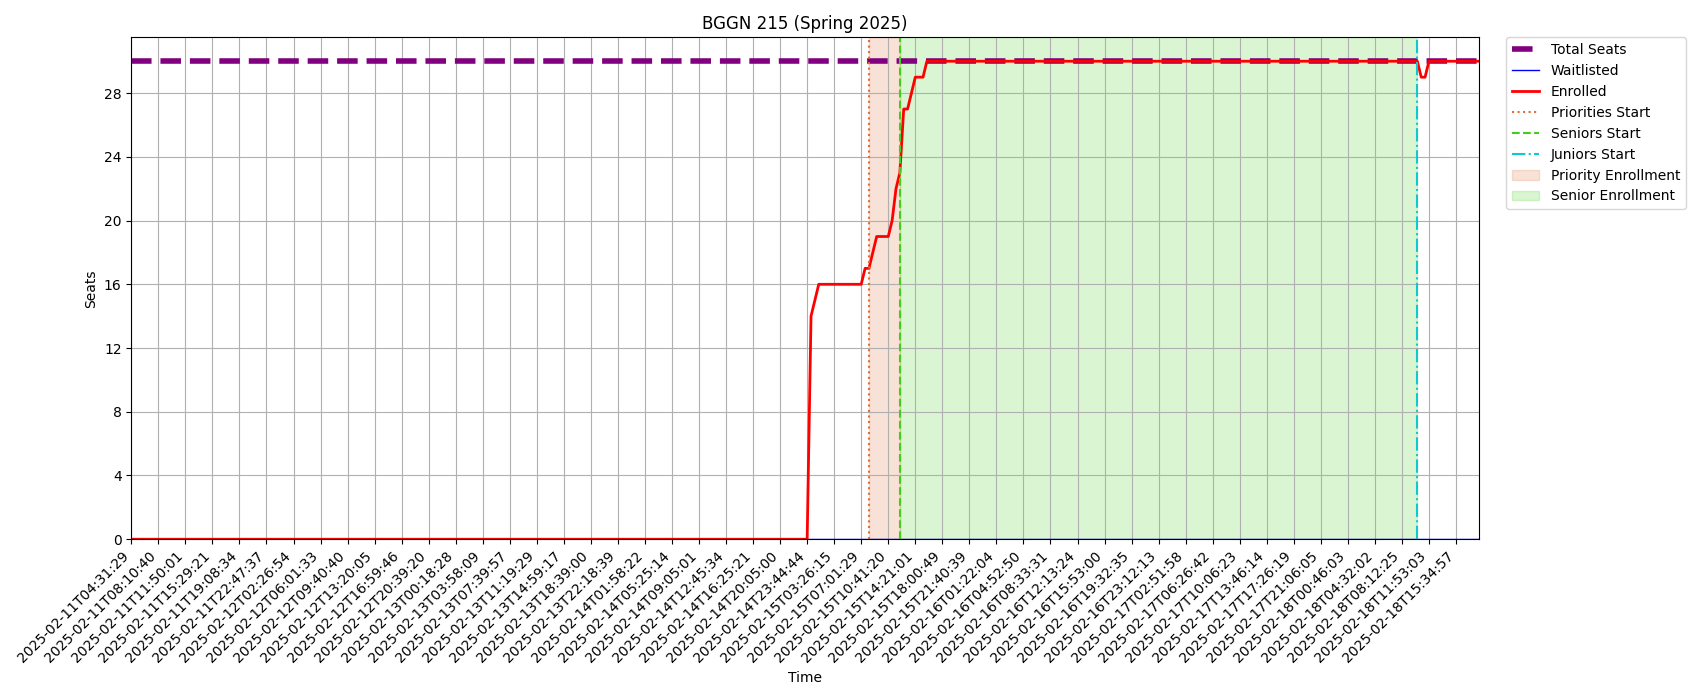 BGGN 215 (Spring 2025)
Total Seats
Waitlisted
Enrolled
Priorities Start
Seniors Start
Juniors Start
Priority Enrollment
Senior Enrollment
Seats
28
24
20
16
12
8
4
0
2025-02-11T04:31:29
2025-02-11T08:10:40
2025-02-11T11:50:01
2025-02-11T15:29:21
2025-02-11T19:08:34
2025-02-11T22:47:37
2025-02-12T02:26:54
2025-02-12T06:01:33
2025-02-12T09:40:40
2025-02-12T13:20:05
2025-02-12T16:59:46
2025-02-12T20:39:20
2025-02-13T00:18:28
2025-02-13T03:58:09
2025-02-13T07:39:57
2025-02-13T11:19:29
2025-02-13T14:59:17
2025-02-13T18:39:00
2025-02-13T22:18:39
2025-02-14T01:58:22
2025-02-14T05:25:14
2025-02-14T09:05:01
2025-02-14T12:45:34
2025-02-14T16:25:21
2025-02-14T20:05:00
2025-02-14T23:44:44
2025-02-15T03:26:15
2025-02-15T07:01:29
2025-02-15T10:41:20
2025-02-15T14:21:01
2025-02-15T18:00:49
2025-02-15T21:40:39
2025-02-16T01:22:04
2025-02-16T04:52:50
2025-02-16T08:33:31
2025-02-16T12:13:24
2025-02-16T15:53:00
2025-02-16T19:32:35
2025-02-16T23:12:13
2025-02-17T02:51:58
2025-02-17T06:26:42
2025-02-17T10:06:23
2025-02-17T13:46:14
2025-02-17T17:26:19
2025-02-17T21:06:05
2025-02-18T00:46:03
2025-02-18T04:32:02
2025-02-18T08:12:25
2025-02-18T11:53:03
2025-02-18T15:34:57
Time